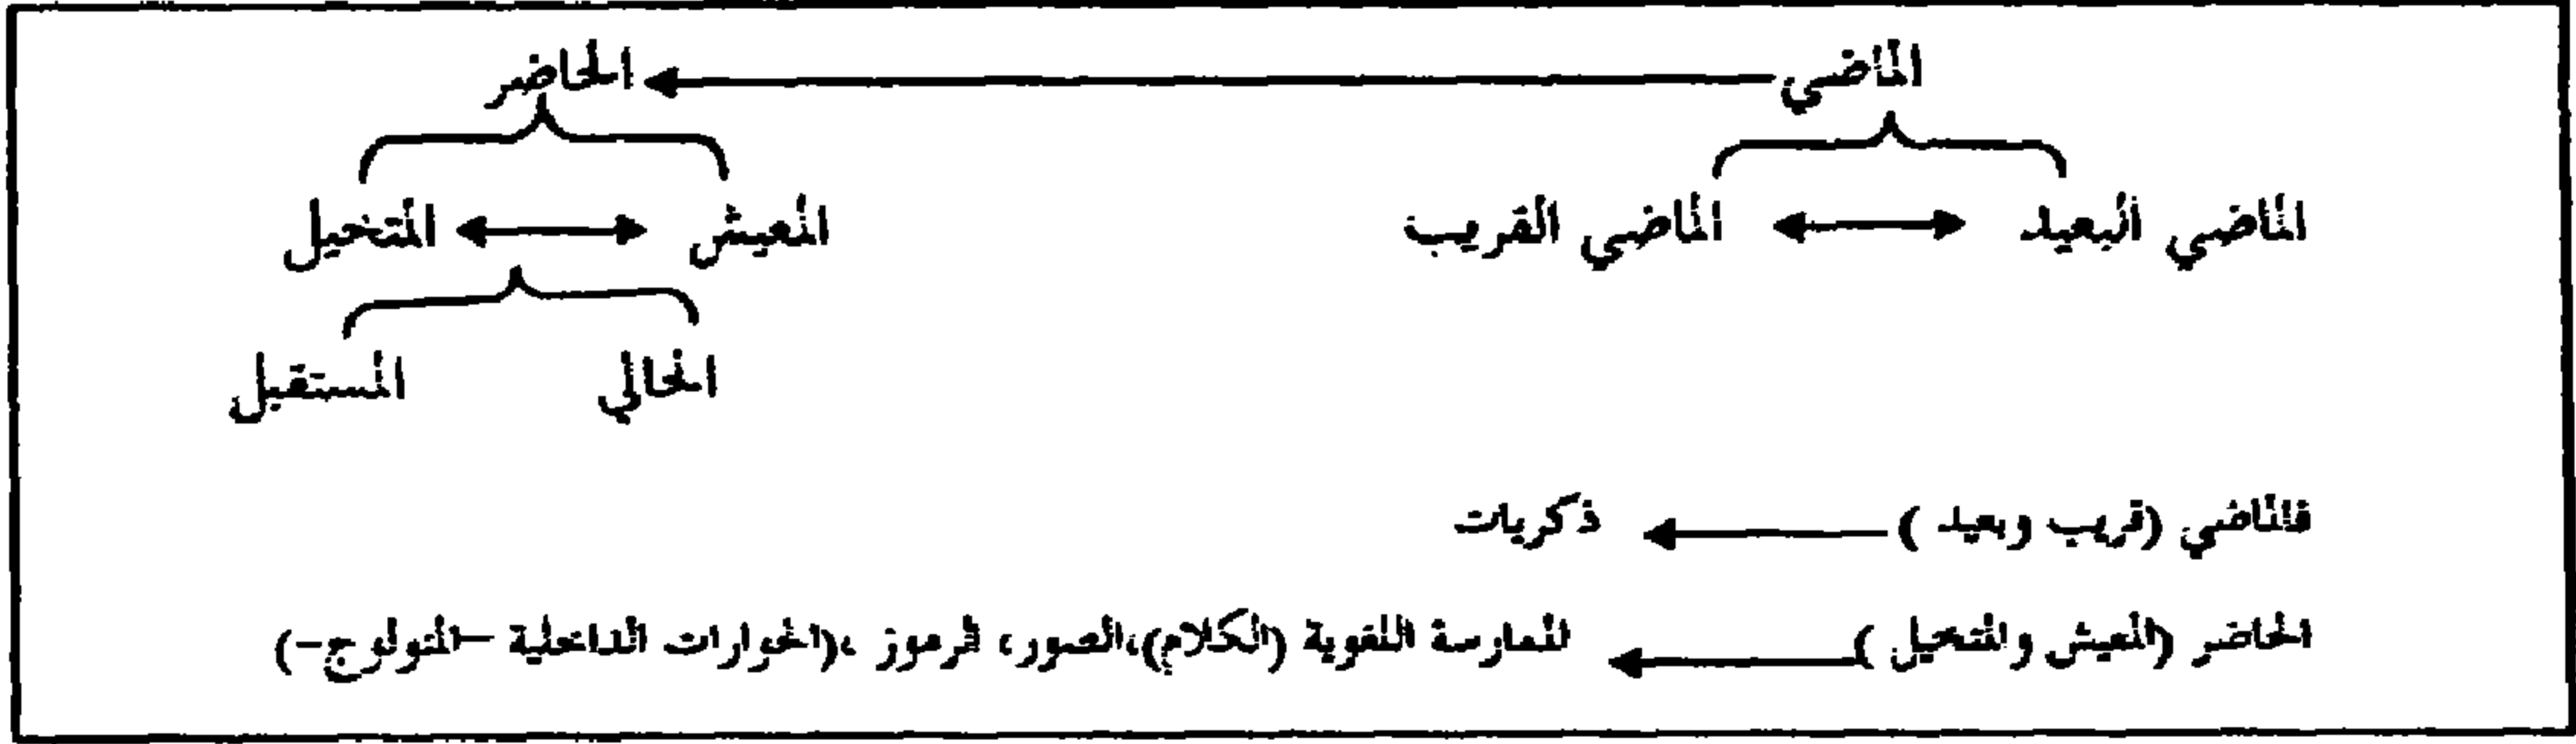 الماضي الحاضر
الماضي البعيد الماضي القريب المعيش المتخيل
الحالي المستقبل
فالماضي (قريب وبعيد) ذكريات
الحاضر (المعيش والمتخيل) الممارسة اللغوية (الكلام)، الصور، الرموز، (الحوارات الداخلية –المنولوج-)